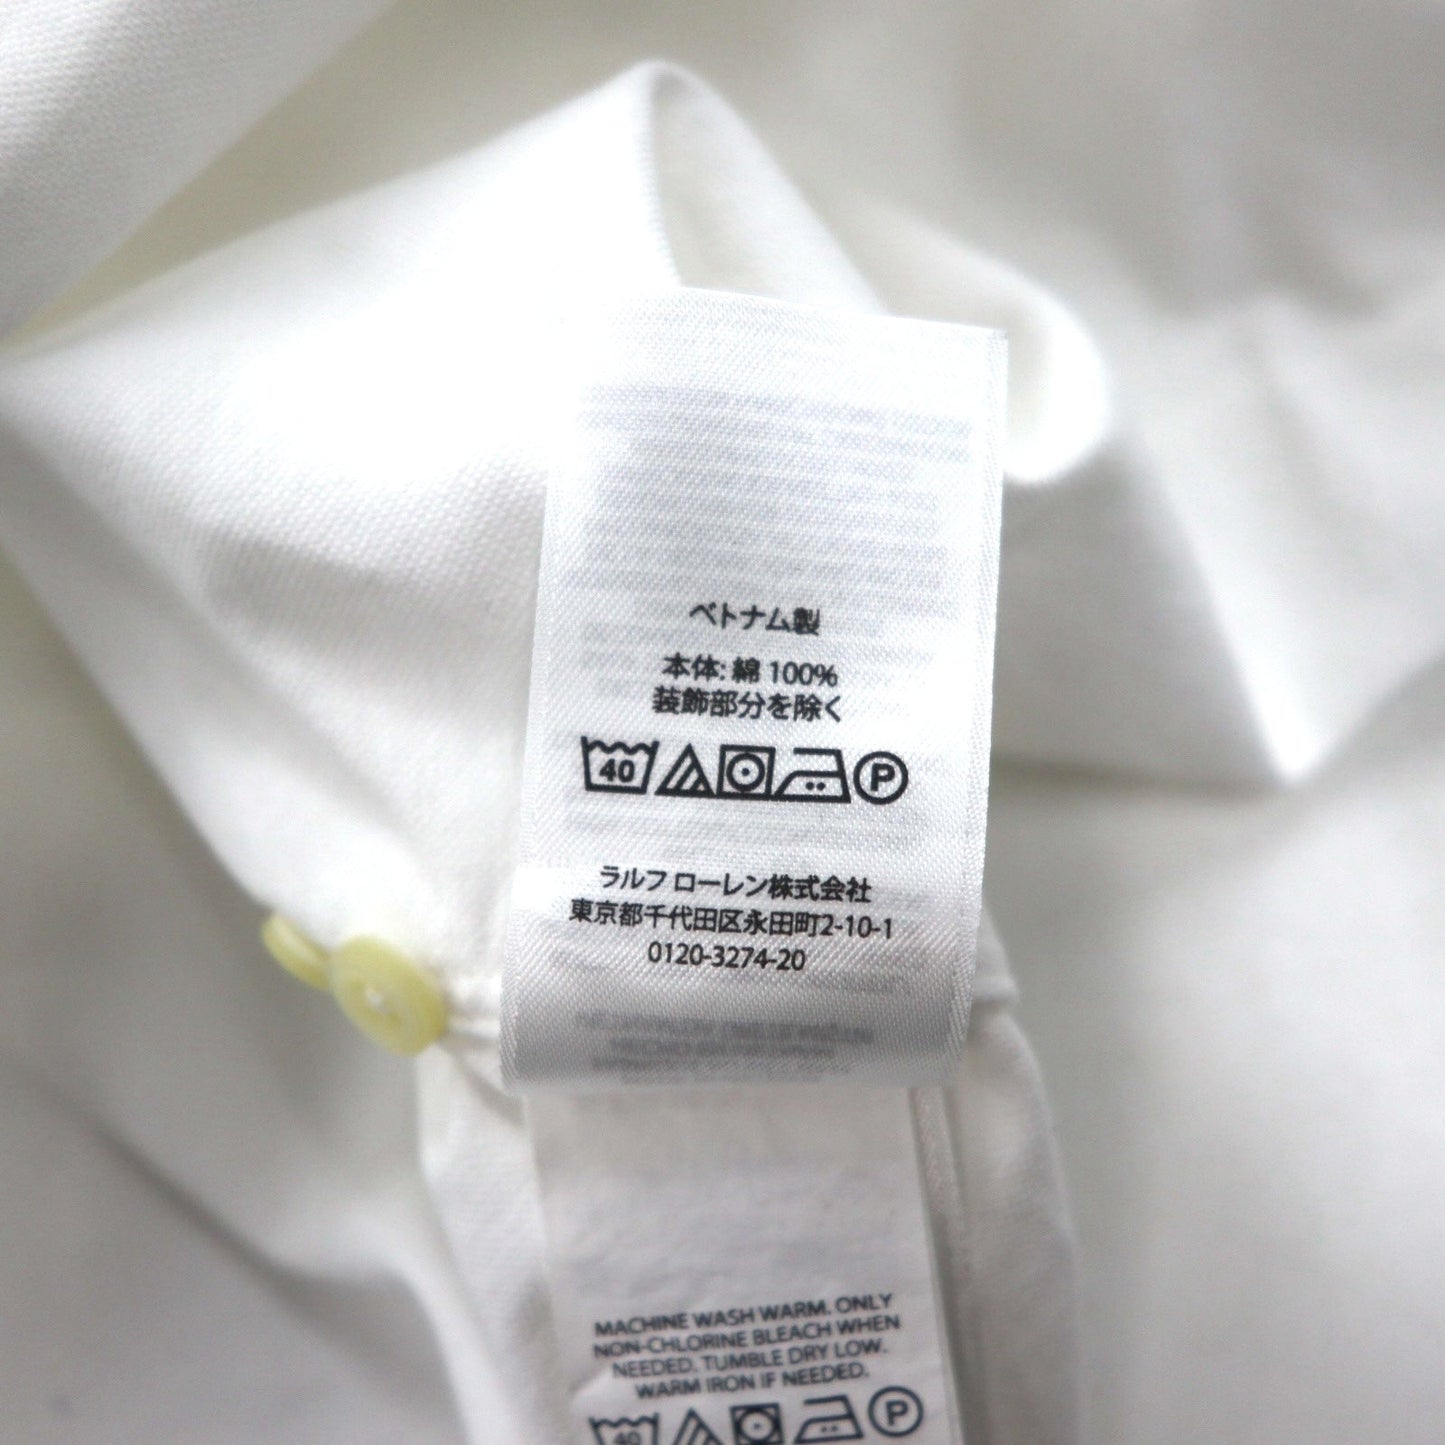 ベトナム製
本体: 綿 100%
装飾部分を除く
40 P
ラルフ ローレン株式会社
東京都千代田区永田町2-10-1
0120-3274-20
MACHINE WASH WARM. ONLY
NON-CHLORINE BLEACH WHEN
NEEDED. TUMBLE DRY LOW.
WARM IRON IF NEEDED.
40 P